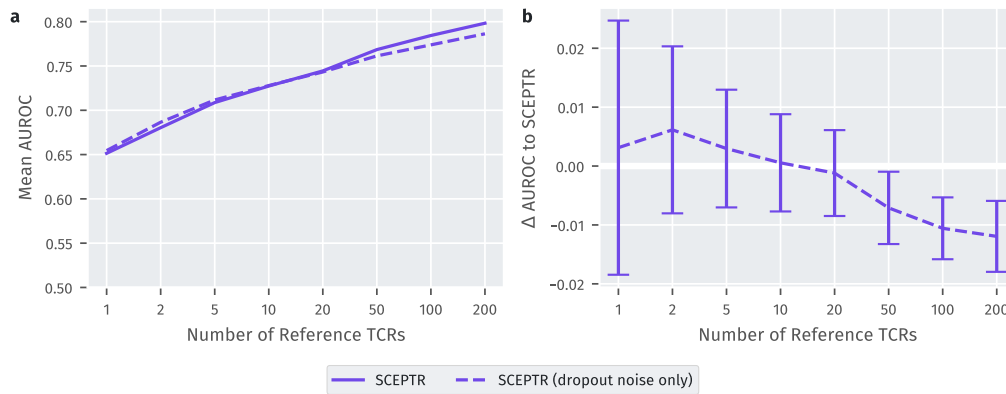 a
0.80
0.75
0.70
0.65
0.60
0.55
0.50
Mean AUROC
1 2 5 10 20 50 100 200
Number of Reference TCRs
b
0.02
0.01
0.00
−0.01
−0.02
Δ AUROC to SCEPTR
1 2 5 10 20 50 100 200
Number of Reference TCRs
SCEPTR SCEPTR (dropout noise only)